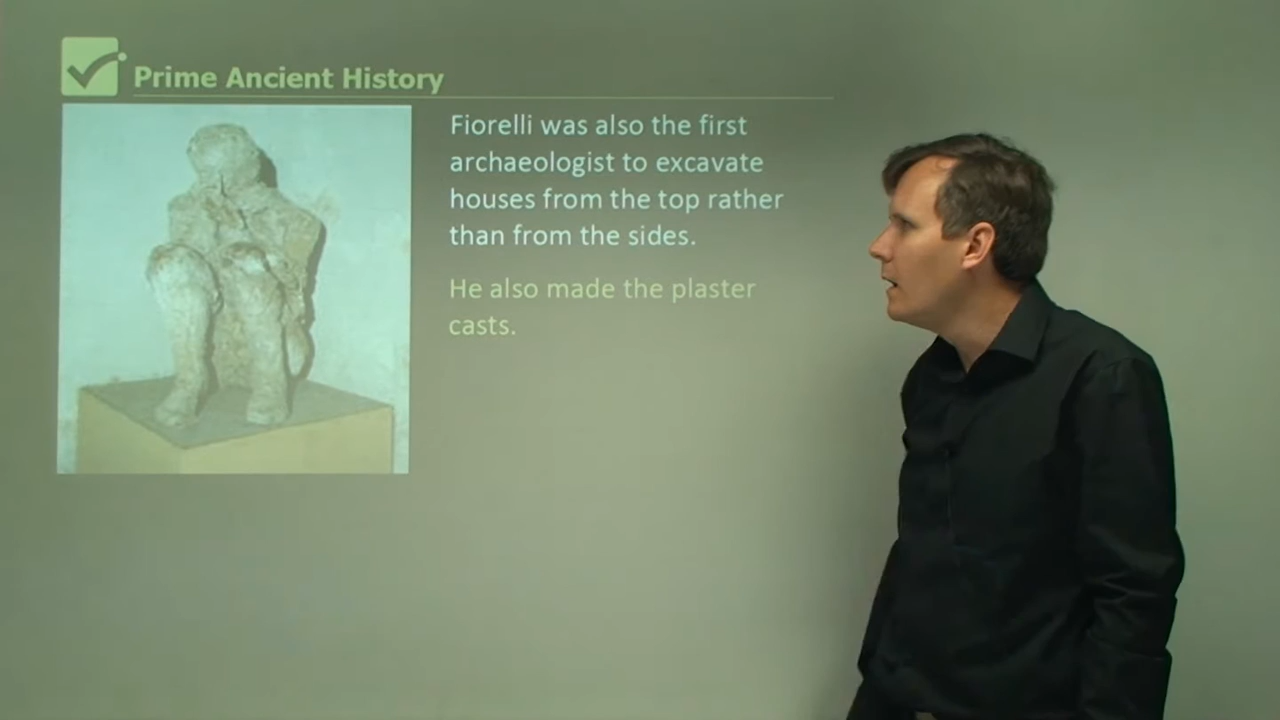 Prime Ancient History
Fiorelli was also the first
archaeologist to excavate
houses from the top rather
than from the sides.
He also made the plaster
casts.